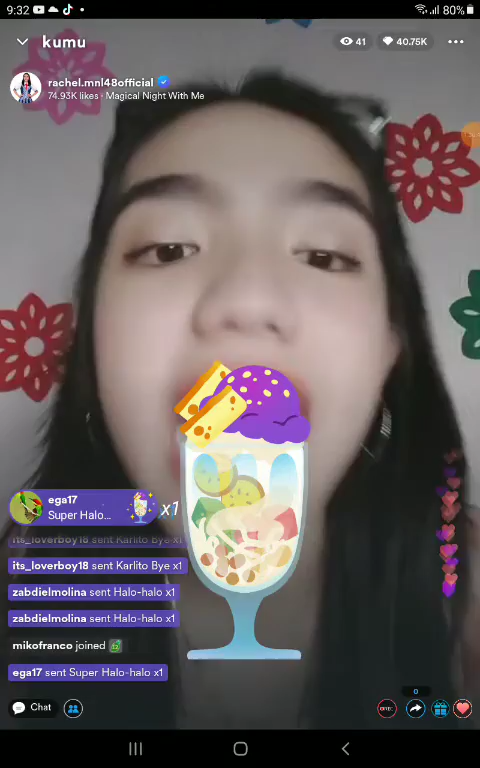 9:32
80%
kumu
41
40.75K
rachel.mnl48official
74.93K likes · Magical Night With Me
ega17
Super Halo...
x1
its_loverboy18 sent Karlito Bye x1
its_loverboy18 sent Karlito Bye x1
zabdielmolina sent Halo-halo x1
zabdielmolina sent Halo-halo x1
mikofranco joined
ega17 sent Super Halo-halo x1
0
Chat